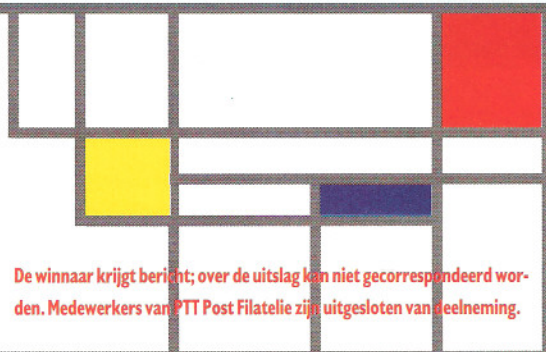 De winnaar krijgt bericht; over de uitslag kan niet gecorrespondeerd wor-
den. Medewerkers van PTT Post Filatelie zijn uitgesloten van deelneming.